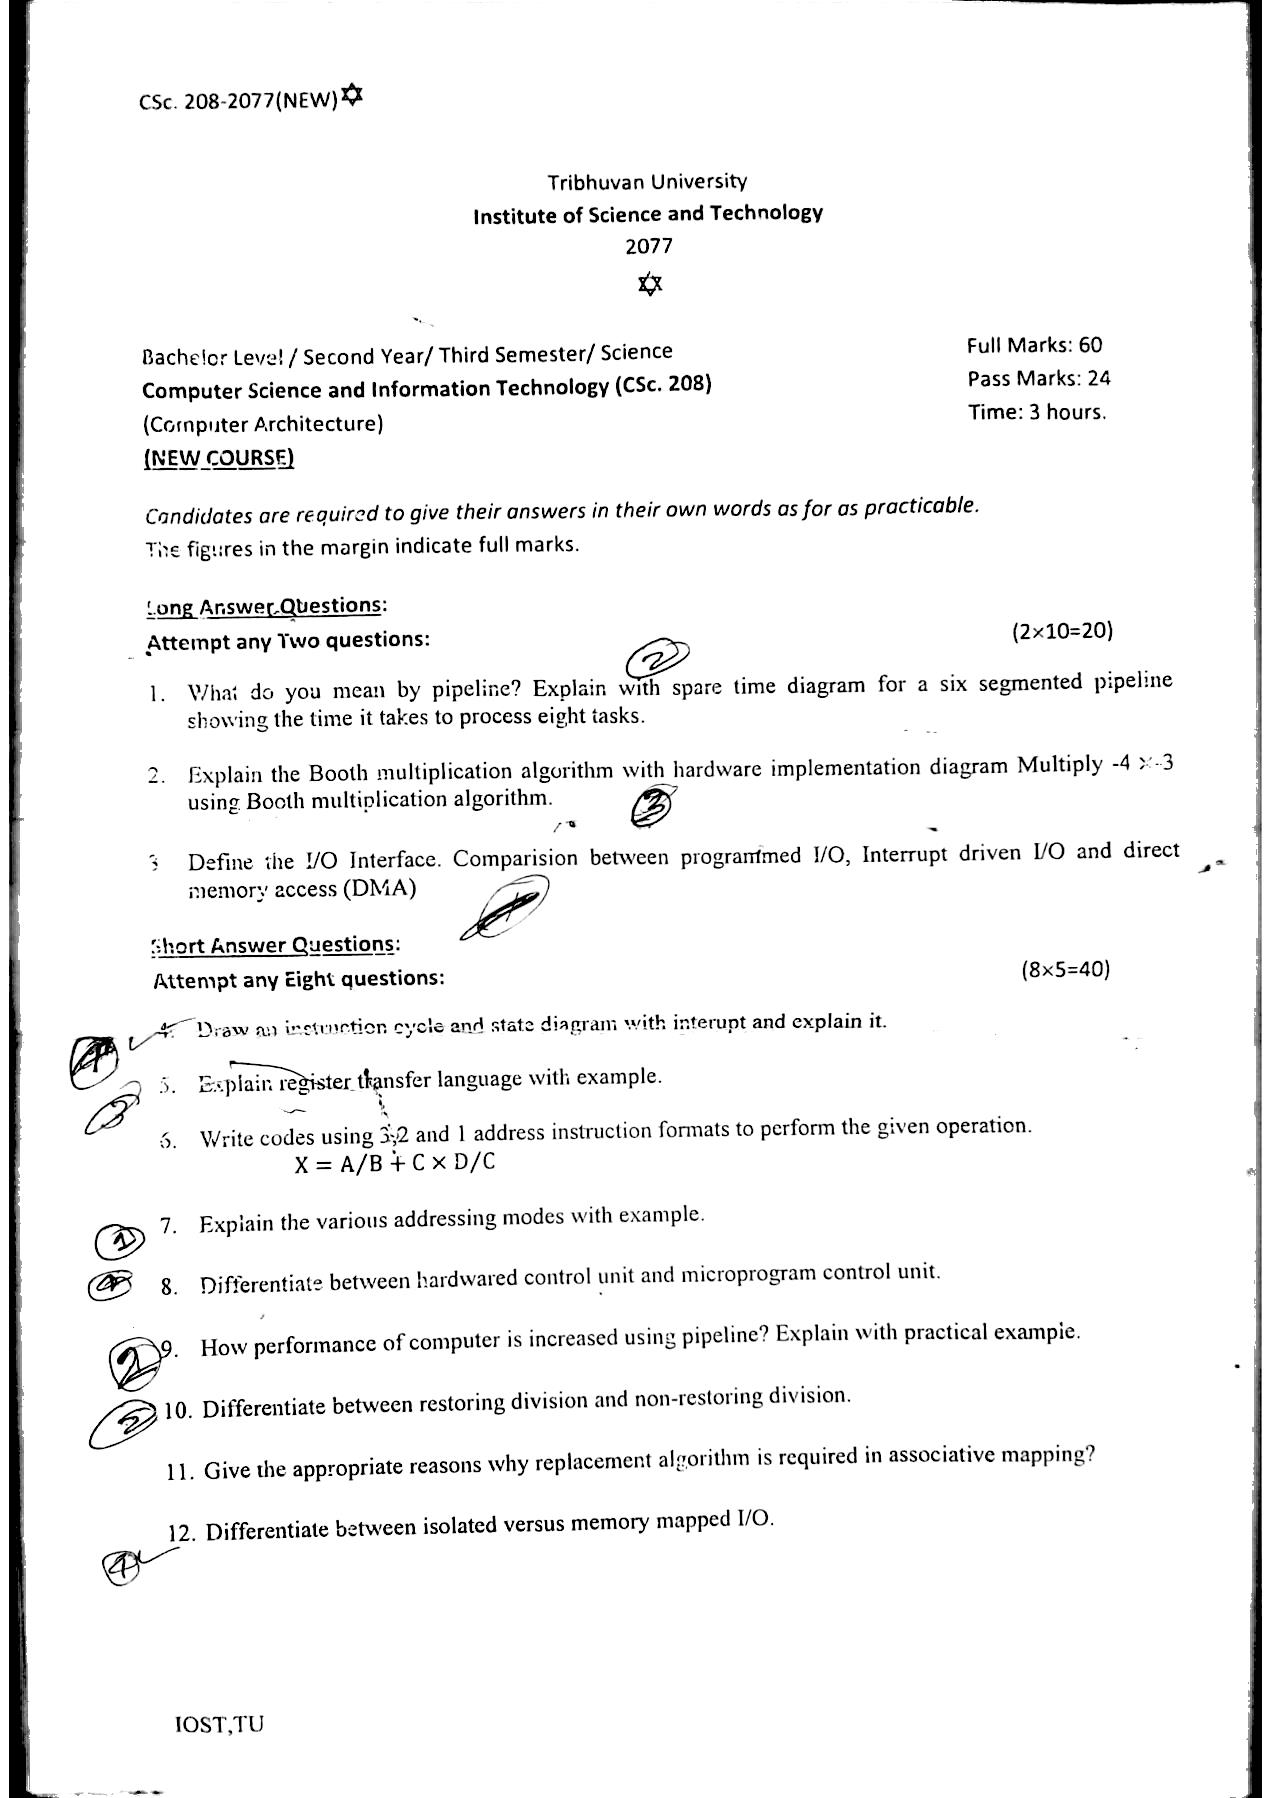 CSc. 208-2077(NEW)✡
Tribhuvan University
Institute of Science and Technology
2077
✡
Bachelor Level / Second Year/ Third Semester/ Science
Full Marks: 60
Computer Science and Information Technology (CSc. 208)
Pass Marks: 24
(Computer Architecture)
Time: 3 hours.
(NEW COURSE)
Candidates are required to give their answers in their own words as for as practicable.
The figures in the margin indicate full marks.
Long Answer Questions:
Attempt any Two questions:
(2×10=20)
2
1. What do you mean by pipeline? Explain with spare time diagram for a six segmented pipeline
showing the time it takes to process eight tasks.
2. Explain the Booth multiplication algorithm with hardware implementation diagram Multiply -4 ×-3
using Booth multiplication algorithm.
3
3 Define the I/O Interface. Comparision between programmed I/O, Interrupt driven I/O and direct
memory access (DMA)
Short Answer Questions:
Attempt any Eight questions:
(8×5=40)
4. Draw an instruction cycle and state diagram with interupt and explain it.
5. Explain register transfer language with example.
3
6. Write codes using 3,2 and 1 address instruction formats to perform the given operation.
X = A/B + C × D/C
7. Explain the various addressing modes with example.
1
8. Differentiate between hardwared control unit and microprogram control unit.
9. How performance of computer is increased using pipeline? Explain with practical example.
2
10. Differentiate between restoring division and non-restoring division.
11. Give the appropriate reasons why replacement algorithm is required in associative mapping?
12. Differentiate between isolated versus memory mapped I/O.
IOST,TU